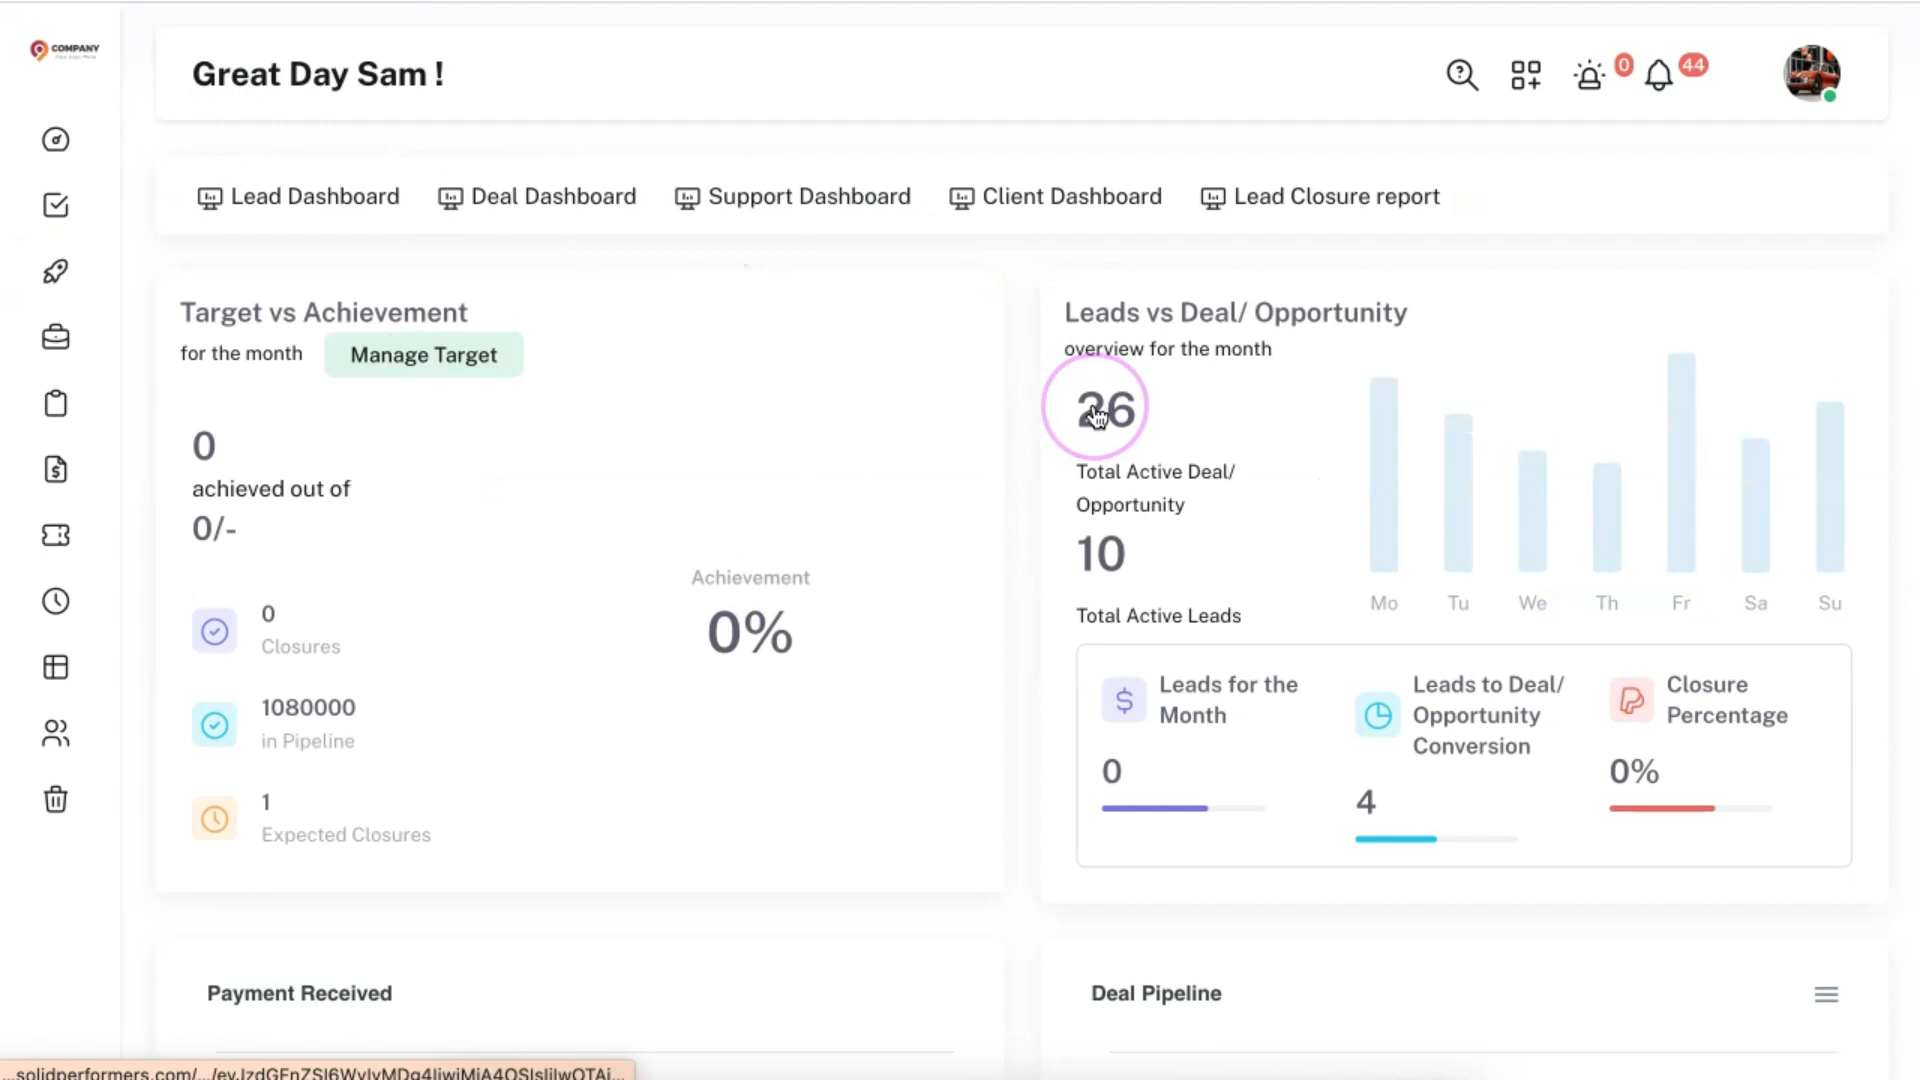 COMPANY
Great Day Sam !
0
44
Lead Dashboard
Deal Dashboard
Support Dashboard
Client Dashboard
Lead Closure report
Target vs Achievement
for the month
Manage Target
0
achieved out of
0/-
0
Closures
1080000
in Pipeline
1
Expected Closures
Achievement
0%
Leads vs Deal/ Opportunity
overview for the month
26
Total Active Deal/
Opportunity
10
Total Active Leads
Mo
Tu
We
Th
Fr
Sa
Su
Leads for the
Month
0
Leads to Deal/
Opportunity
Conversion
4
Closure
Percentage
0%
Payment Received
Deal Pipeline